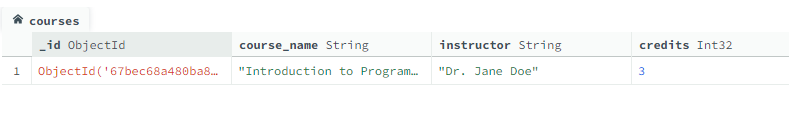 courses
_id ObjectId course_name String instructor String credits Int32
1 ObjectId('67bec68a480ba8… "Introduction to Program… "Dr. Jane Doe" 3